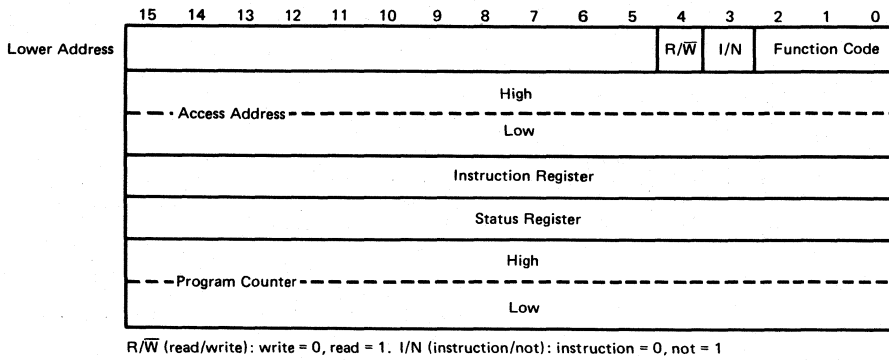 15 14 13 12 11 10 9 8 7 6 5 4 3 2 1 0
Lower Address R/W̅ I/N Function Code
High
Access Address
Low
Instruction Register
Status Register
High
Program Counter
Low
R/W̅ (read/write): write = 0, read = 1. I/N (instruction/not): instruction = 0, not = 1